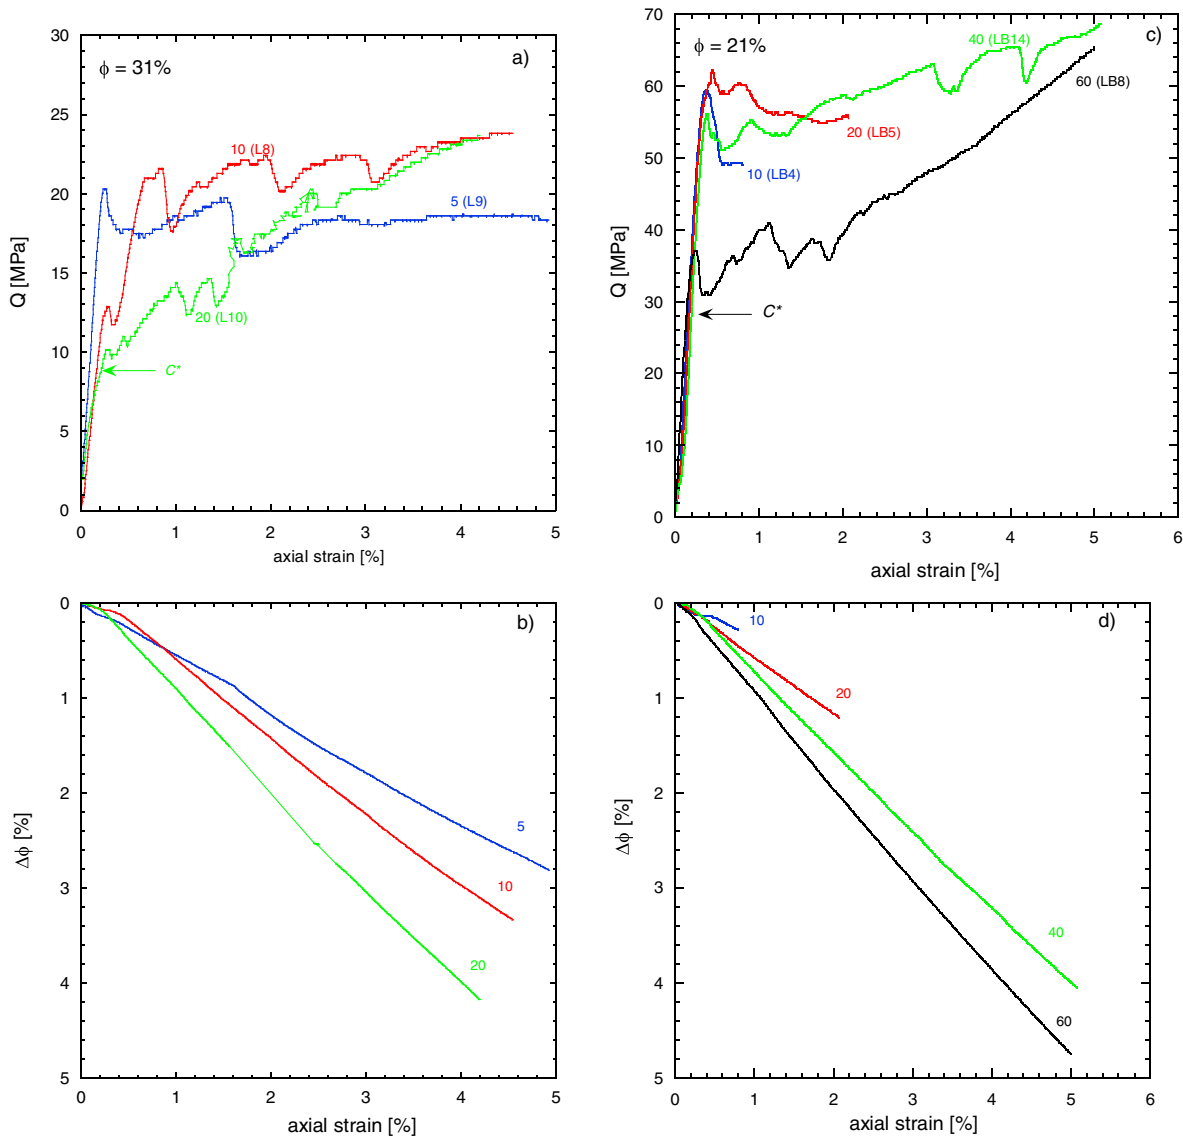 a)
ϕ = 31%
Q [MPa]
30
25
20
15
10
5
0
10 (L8)
5 (L9)
20 (L10)
C*
0 1 2 3 4 5
axial strain [%]
c)
ϕ = 21%
Q [MPa]
70
60
50
40
30
20
10
0
40 (LB14)
60 (LB8)
20 (LB5)
10 (LB4)
C*
0 1 2 3 4 5 6
axial strain [%]
b)
Δϕ [%]
0
1
2
3
4
5
5
10
20
0 1 2 3 4 5
axial strain [%]
d)
Δϕ [%]
0
1
2
3
4
5
10
20
40
60
0 1 2 3 4 5 6
axial strain [%]